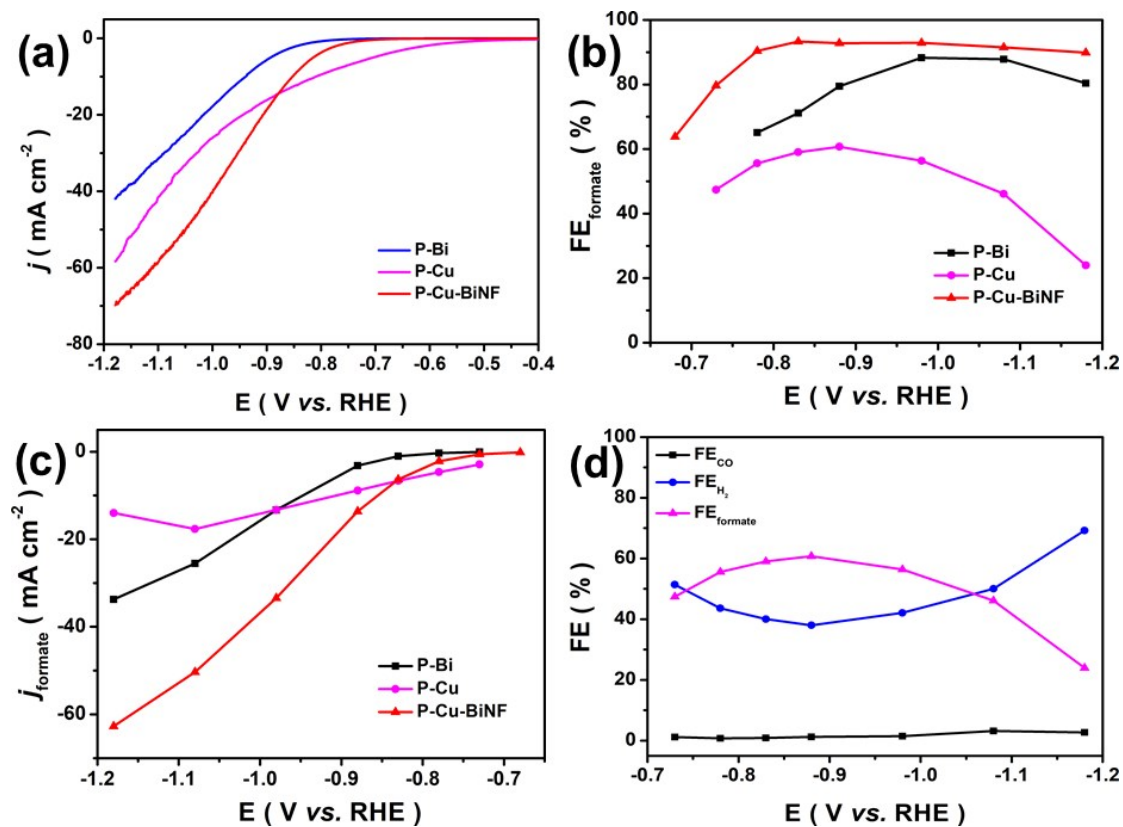 (a)
0
-20
-40
-60
-80
j ( mA cm-2 )
P-Bi
P-Cu
P-Cu-BiNF
-1.2 -1.1 -1.0 -0.9 -0.8 -0.7 -0.6 -0.5 -0.4
E ( V vs. RHE )
(b)
100
80
60
40
20
0
FEformate ( % )
P-Bi
P-Cu
P-Cu-BiNF
-0.7 -0.8 -0.9 -1.0 -1.1 -1.2
E ( V vs. RHE )
(c)
0
-20
-40
-60
jformate ( mA cm-2 )
P-Bi
P-Cu
P-Cu-BiNF
-1.2 -1.1 -1.0 -0.9 -0.8 -0.7
E ( V vs. RHE )
(d)
100
80
60
40
20
0
FE ( % )
FECO
FEH2
FEformate
-0.7 -0.8 -0.9 -1.0 -1.1 -1.2
E ( V vs. RHE )